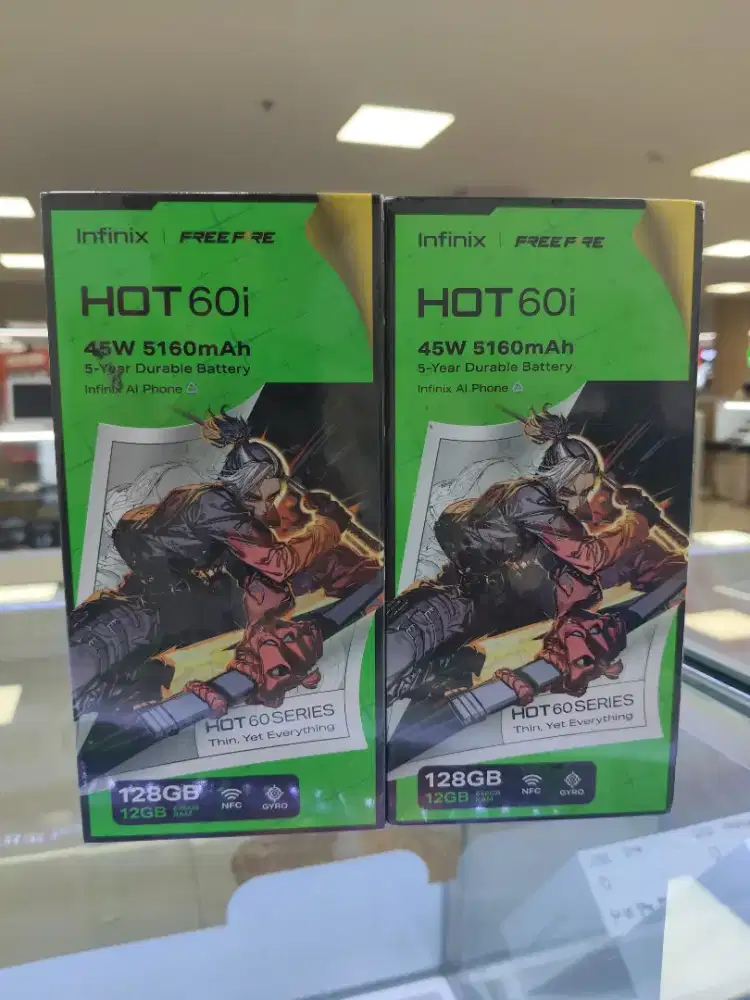 Infinix | FREE FIRE
HOT 60i
45W 5160mAh
5-Year Durable Battery
Infinix AI Phone
HOT 60 SERIES
Thin, Yet Everything
128GB
12GB
RAM
NFC
GYRO
Infinix | FREE FIRE
HOT 60i
45W 5160mAh
5-Year Durable Battery
Infinix AI Phone
HOT 60 SERIES
Thin, Yet Everything
128GB
12GB
RAM
NFC
GYRO